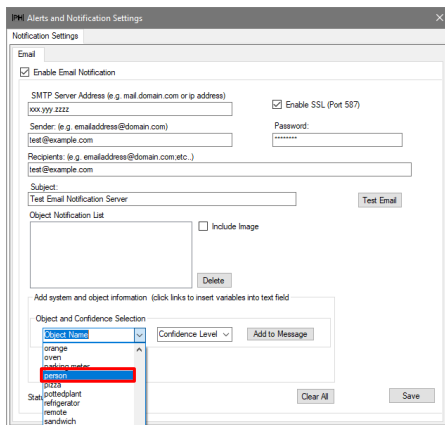 IPH Alerts and Notification Settings
Notification Settings
Email
Enable Email Notification
SMTP Server Address (e.g. mail.domain.com or ip address)
xxx.yyy.zzzz
Enable SSL (Port 587)
Sender: (e.g. emailaddress@domain.com)
Password:
test@example.com
********
Recipients: (e.g. emailaddress@domain.com;etc..)
test@example.com
Subject:
Test Email Notification Server
Test Email
Object Notification List
Include Image
Delete
Add system and object information (click links to insert variables into text field
Object and Confidence Selection
Object Name
Confidence Level
Add to Message
orange
oven
parking meter
person
pizza
pottedplant
refrigerator
remote
sandwich
Clear All
Save